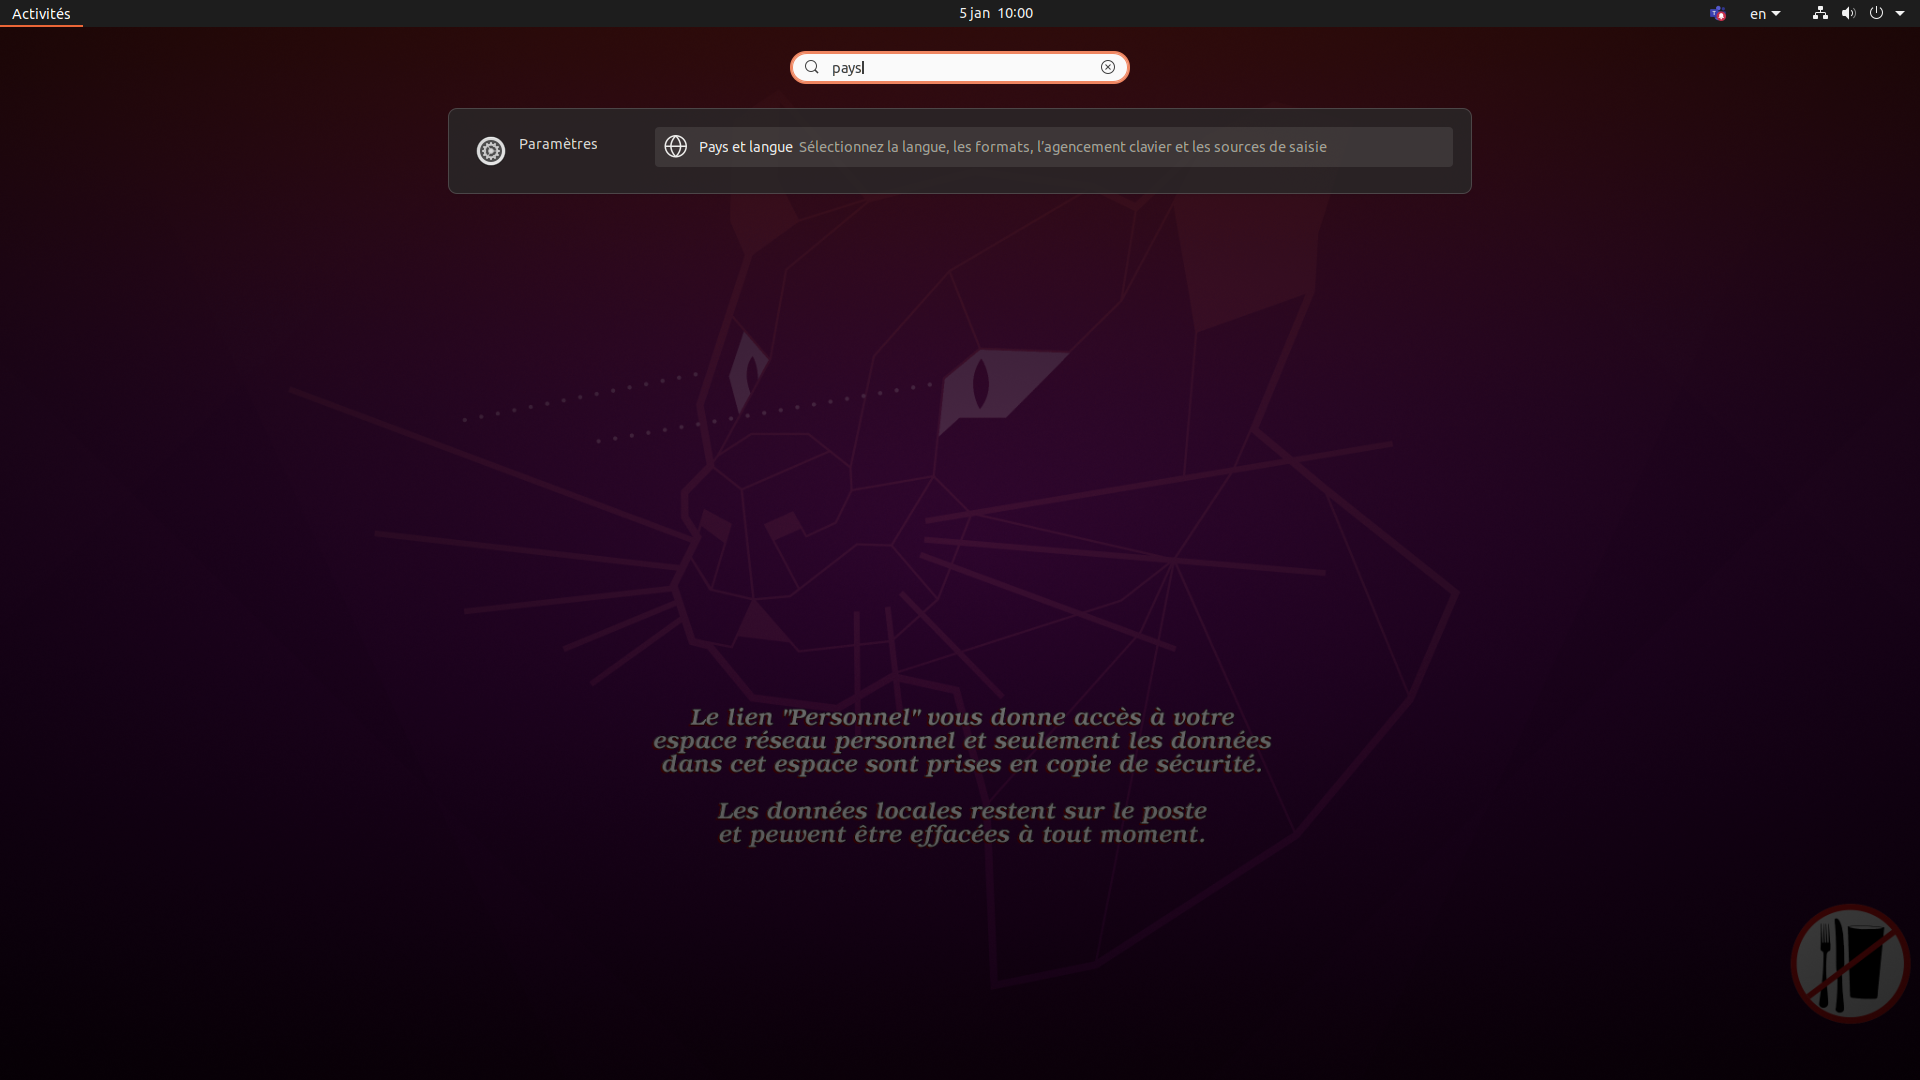 Activités
5 jan 10:00
en
pays
Paramètres
Pays et langue Sélectionnez la langue, les formats, l'agencement clavier et les sources de saisie
Le lien "Personnel" vous donne accès à votre
espace réseau personnel et seulement les données
dans cet espace sont prises en copie de sécurité.
Les données locales restent sur le poste
et peuvent être effacées à tout moment.